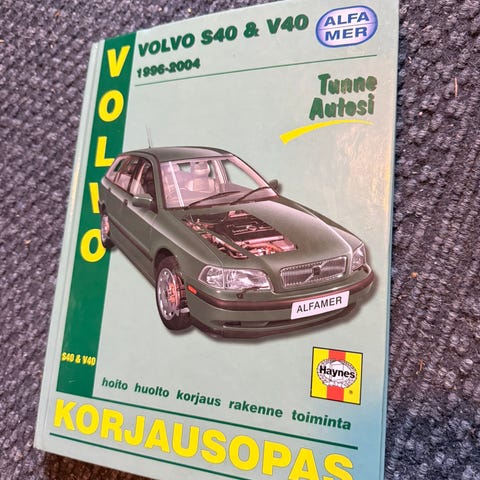 VOLVO S40 & V40
1996-2004
ALFA
MER
Tunne
Autosi
VOLVO
ALFAMER
Haynes
S40 & V40
hoito huolto korjaus rakenne toiminta
KORJAUSOPAS